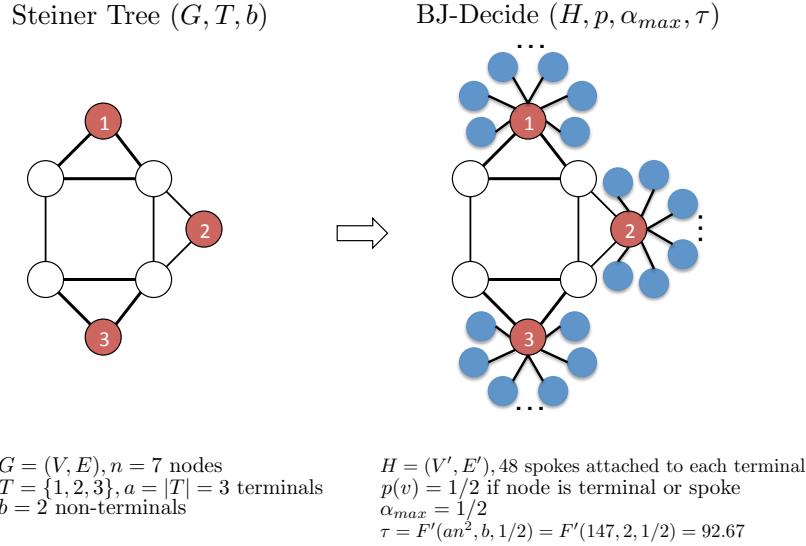 Steiner Tree (G, T, b)
BJ-Decide (H, p, α_max, τ)
...
1
1
2
2
...
3
3
...
G = (V, E), n = 7 nodes
T = {1, 2, 3}, a = |T| = 3 terminals
b = 2 non-terminals
H = (V′, E′), 48 spokes attached to each terminal
p(v) = 1/2 if node is terminal or spoke
α_max = 1/2
τ = F′(an², b, 1/2) = F′(147, 2, 1/2) = 92.67